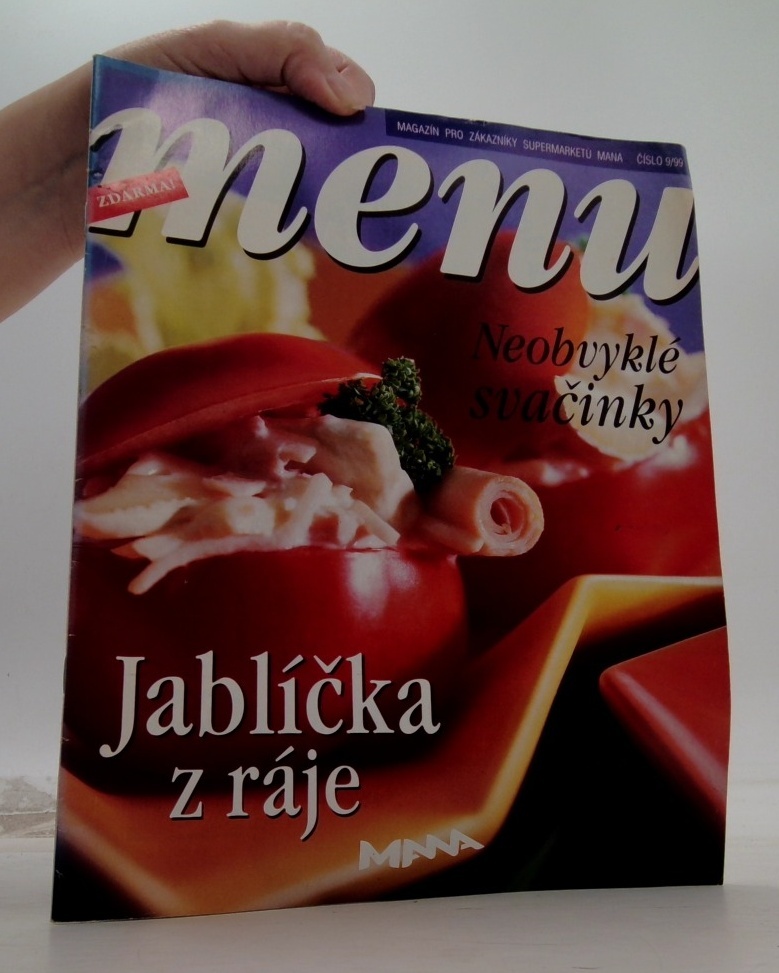 MAGAZÍN PRO ZÁKAZNÍKY SUPERMARKETŮ MANA ČÍSLO 9/99
menu
ZDARMA!
Neobvyklé
svačinky
Jablíčka
z ráje
MANA